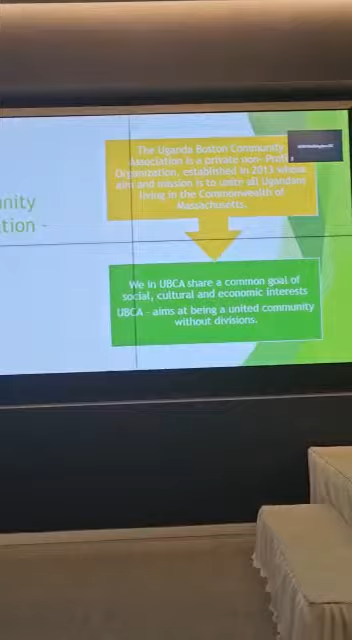 nity
tion -
The Uganda Boston Community
Association is a private non- Profit
Organization, established in 2013 whose
aim and mission is to unite all Ugandans
living in the Commonwealth of
Massachusetts.
We in UBCA share a common goal of
social, cultural and economic interests
UBCA - aims at being a united community
without divisions.